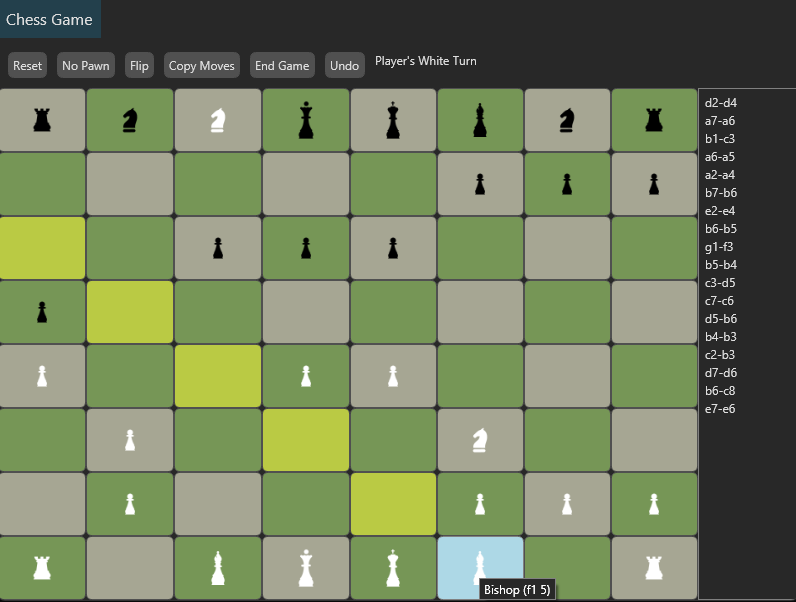 Chess Game
Reset No Pawn Flip Copy Moves End Game Undo Player's White Turn
d2-d4
a7-a6
b1-c3
a6-a5
a2-a4
b7-b6
e2-e4
b6-b5
g1-f3
b5-b4
c3-d5
c7-c6
d5-b6
b4-b3
c2-b3
d7-d6
b6-c8
e7-e6
Bishop (f1 5)